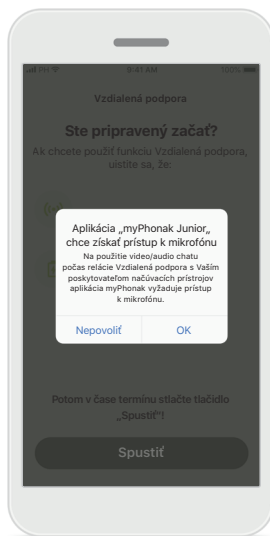 PH
9:41 AM
100%
Vzdialená podpora
Ste pripravený začať?
Ak chcete použiť funkciu Vzdialená podpora,
uistite sa, že:
Aplikácia „myPhonak Junior„
chce získať prístup k mikrofónu
Na použitie video/audio chatu
počas relácie Vzdialená podpora s Vaším
poskytovateľom načúvacích prístrojov
aplikácia myPhonak vyžaduje prístup
k mikrofónu.
Nepovoliť
OK
Potom v čase termínu stlačte tlačidlo
„Spustiť“!
Spustiť